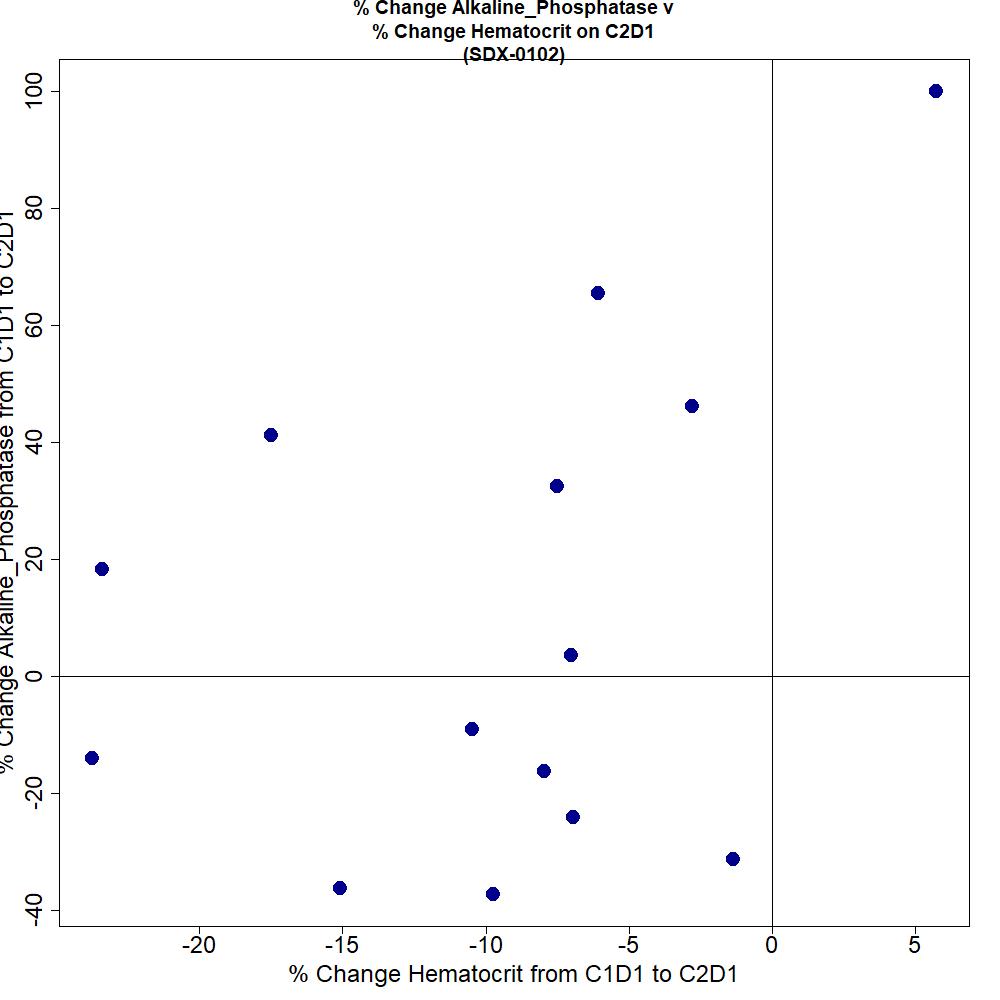 % Change Alkaline_Phosphatase v
% Change Hematocrit on C2D1
(SDX-0102)
% Change Alkaline_Phosphatase from C1D1 to C2D1
100
80
60
40
20
0
-20
-40
-20
-15
-10
-5
0
5
% Change Hematocrit from C1D1 to C2D1